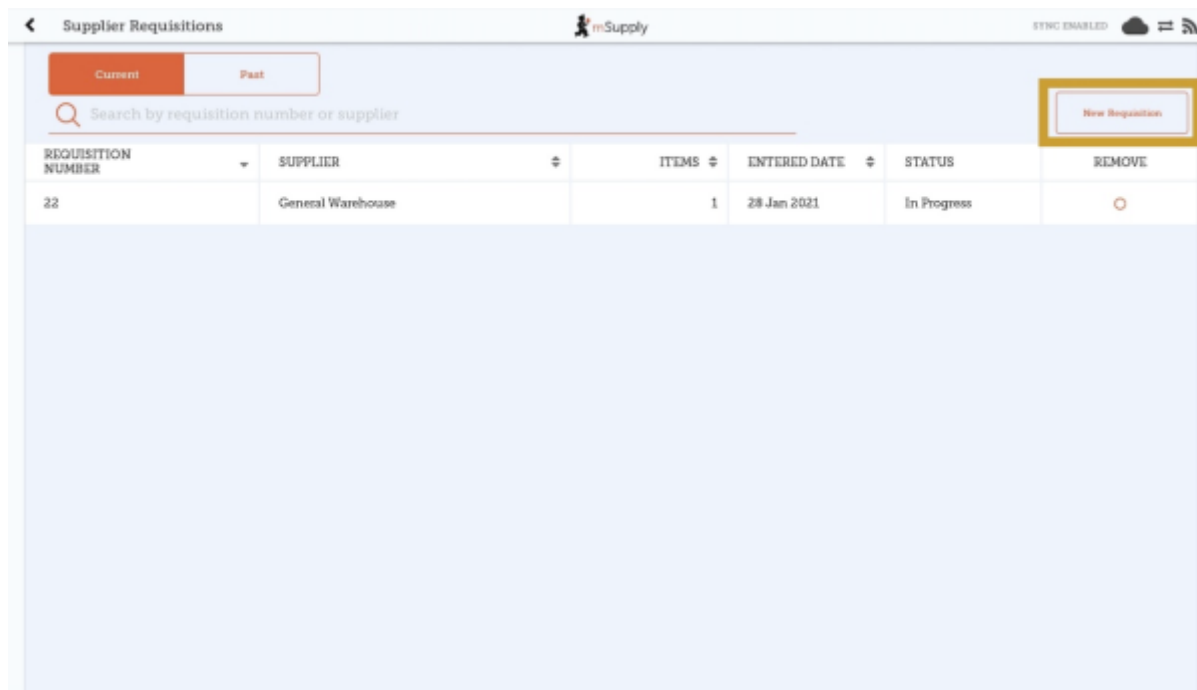 Supplier Requisitions
mSupply
SYNC ENABLED
Current
Past
Search by requisition number or supplier
New Requisition
REQUISITION
NUMBER
SUPPLIER
ITEMS
ENTERED DATE
STATUS
REMOVE
22
General Warehouse
1
28 Jan 2021
In Progress